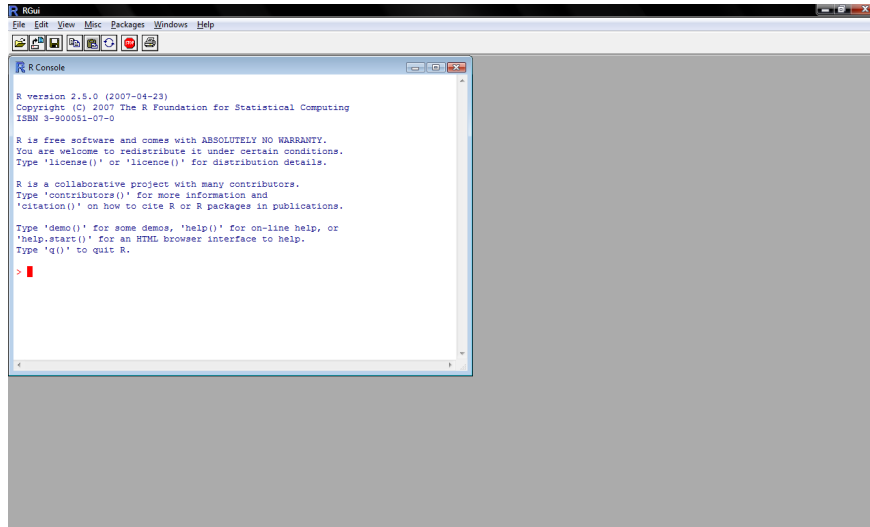 RGui
File Edit View Misc Packages Windows Help
STOP
R Console
R version 2.5.0 (2007-04-23)
Copyright (C) 2007 The R Foundation for Statistical Computing
ISBN 3-900051-07-0
R is free software and comes with ABSOLUTELY NO WARRANTY.
You are welcome to redistribute it under certain conditions.
Type 'license()' or 'licence()' for distribution details.
R is a collaborative project with many contributors.
Type 'contributors()' for more information and
'citation()' on how to cite R or R packages in publications.
Type 'demo()' for some demos, 'help()' for on-line help, or
'help.start()' for an HTML browser interface to help.
Type 'q()' to quit R.
>